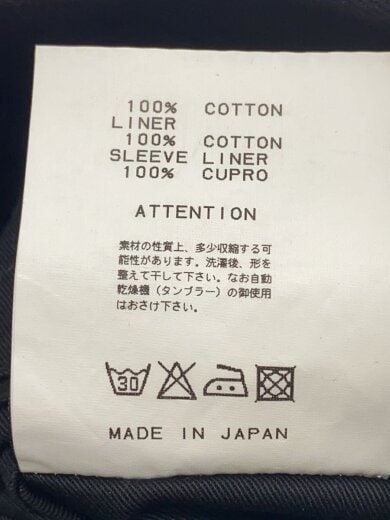 100% COTTON
LINER
100% COTTON
SLEEVE LINER
100% CUPRO
ATTENTION
素材の性質上、多少収縮する可
能性があります。洗濯後、形を
整えて干して下さい。なお自動
乾燥機（タンブラー）の御使用
はおさけ下さい。
30
MADE IN JAPAN